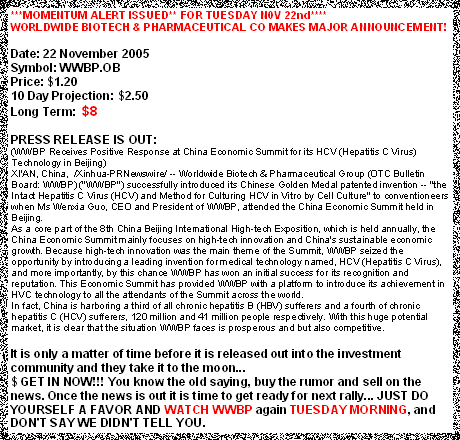 ***MOMENTUM ALERT ISSUED** FOR TUESDAY N0V 22nd****
WORLDWIDE BIOTECH & PHARMACEUTICAL CO MAKES MAJOR ANNOUNCEMENT!
Date: 22 November 2005
Symbol: WWBP.OB
Price: $1.20
10 Day Projection: $2.50
Long Term: $8
PRESS RELEASE IS OUT:
(WWBP Receives Positive Response at China Economic Summit for its HCV (Hepatitis C Virus)
Technology in Beijing)
XI'AN, China, /Xinhua-PRNewswire/ -- Worldwide Biotech & Pharmaceutical Group (OTC Bulletin
Board: WWBP)("WWBP") successfully introduced its Chinese Golden Medal patented invention -- "the
Intact Hepatitis C Virus (HCV) and Method for Culturing HCV in Vitro by Cell Culture" to conventioneers
when Ms Wenxia Guo, CEO and President of WWBP, attended the China Economic Summit held in
Beijing.
As a core part of the 8th China Beijing International High-tech Exposition, which is held annually, the
China Economic Summit mainly focuses on high-tech innovation and China's sustainable economic
growth. Because high-tech innovation was the main theme of the Summit, WWBP seized the
opportunity by introducing a leading invention for medical technology named, HCV (Hepatitis C Virus),
and more importantly, by this chance WWBP has won an initial success for its recognition and
reputation. This Economic Summit has provided WWBP with a platform to introduce its achievement in
HVC technology to all the attendants of the Summit across the world.
In fact, China is harboring a third of all chronic hepatitis B (HBV) sufferers and a fourth of chronic
hepatitis C (HCV) sufferers, 120 million and 41 million people respectively. With this huge potential
market, it is clear that the situation WWBP faces is prosperous and but also competitive.
It is only a matter of time before it is released out into the investment
community and they take it to the moon...
$ GET IN NOW!!! You know the old saying, buy the rumor and sell on the
news. Once the news is out it is time to get ready for next rally... JUST DO
YOURSELF A FAVOR AND WATCH WWBP again TUESDAY MORNING, and
DON'T SAY WE DIDN'T TELL YOU.